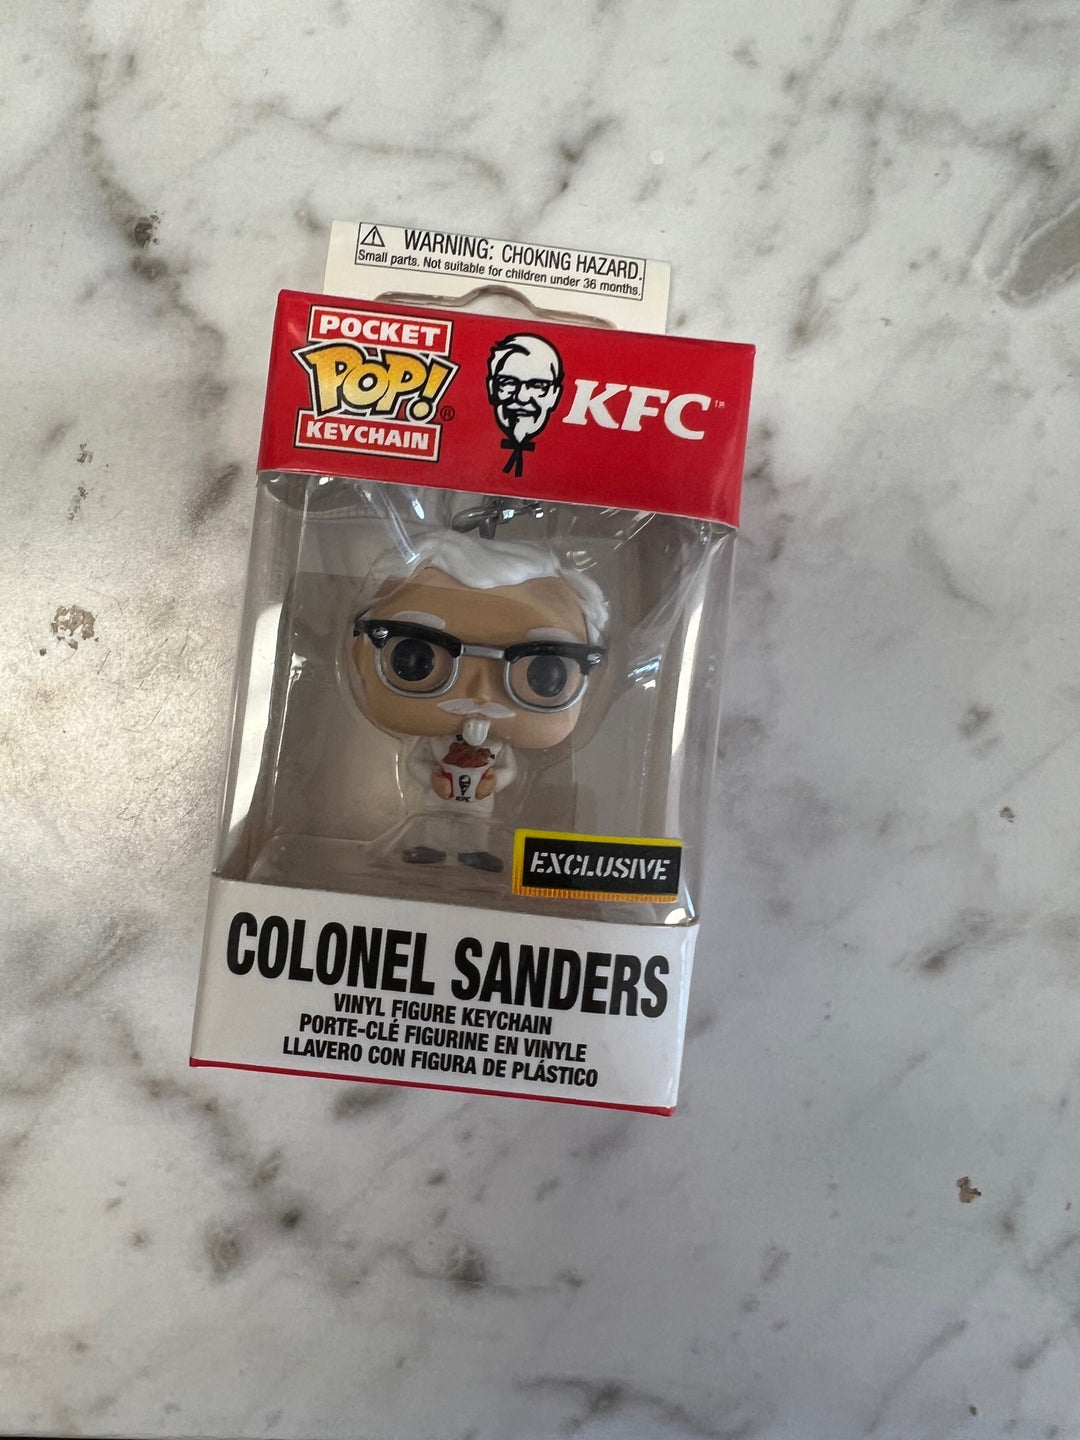 WARNING: CHOKING HAZARD.
Small parts. Not suitable for children under 36 months.
POCKET
POP!®
KEYCHAIN
KFC™
KFC
EXCLUSIVE
COLONEL SANDERS
VINYL FIGURE KEYCHAIN
PORTE-CLÉ FIGURINE EN VINYLE
LLAVERO CON FIGURA DE PLÁSTICO